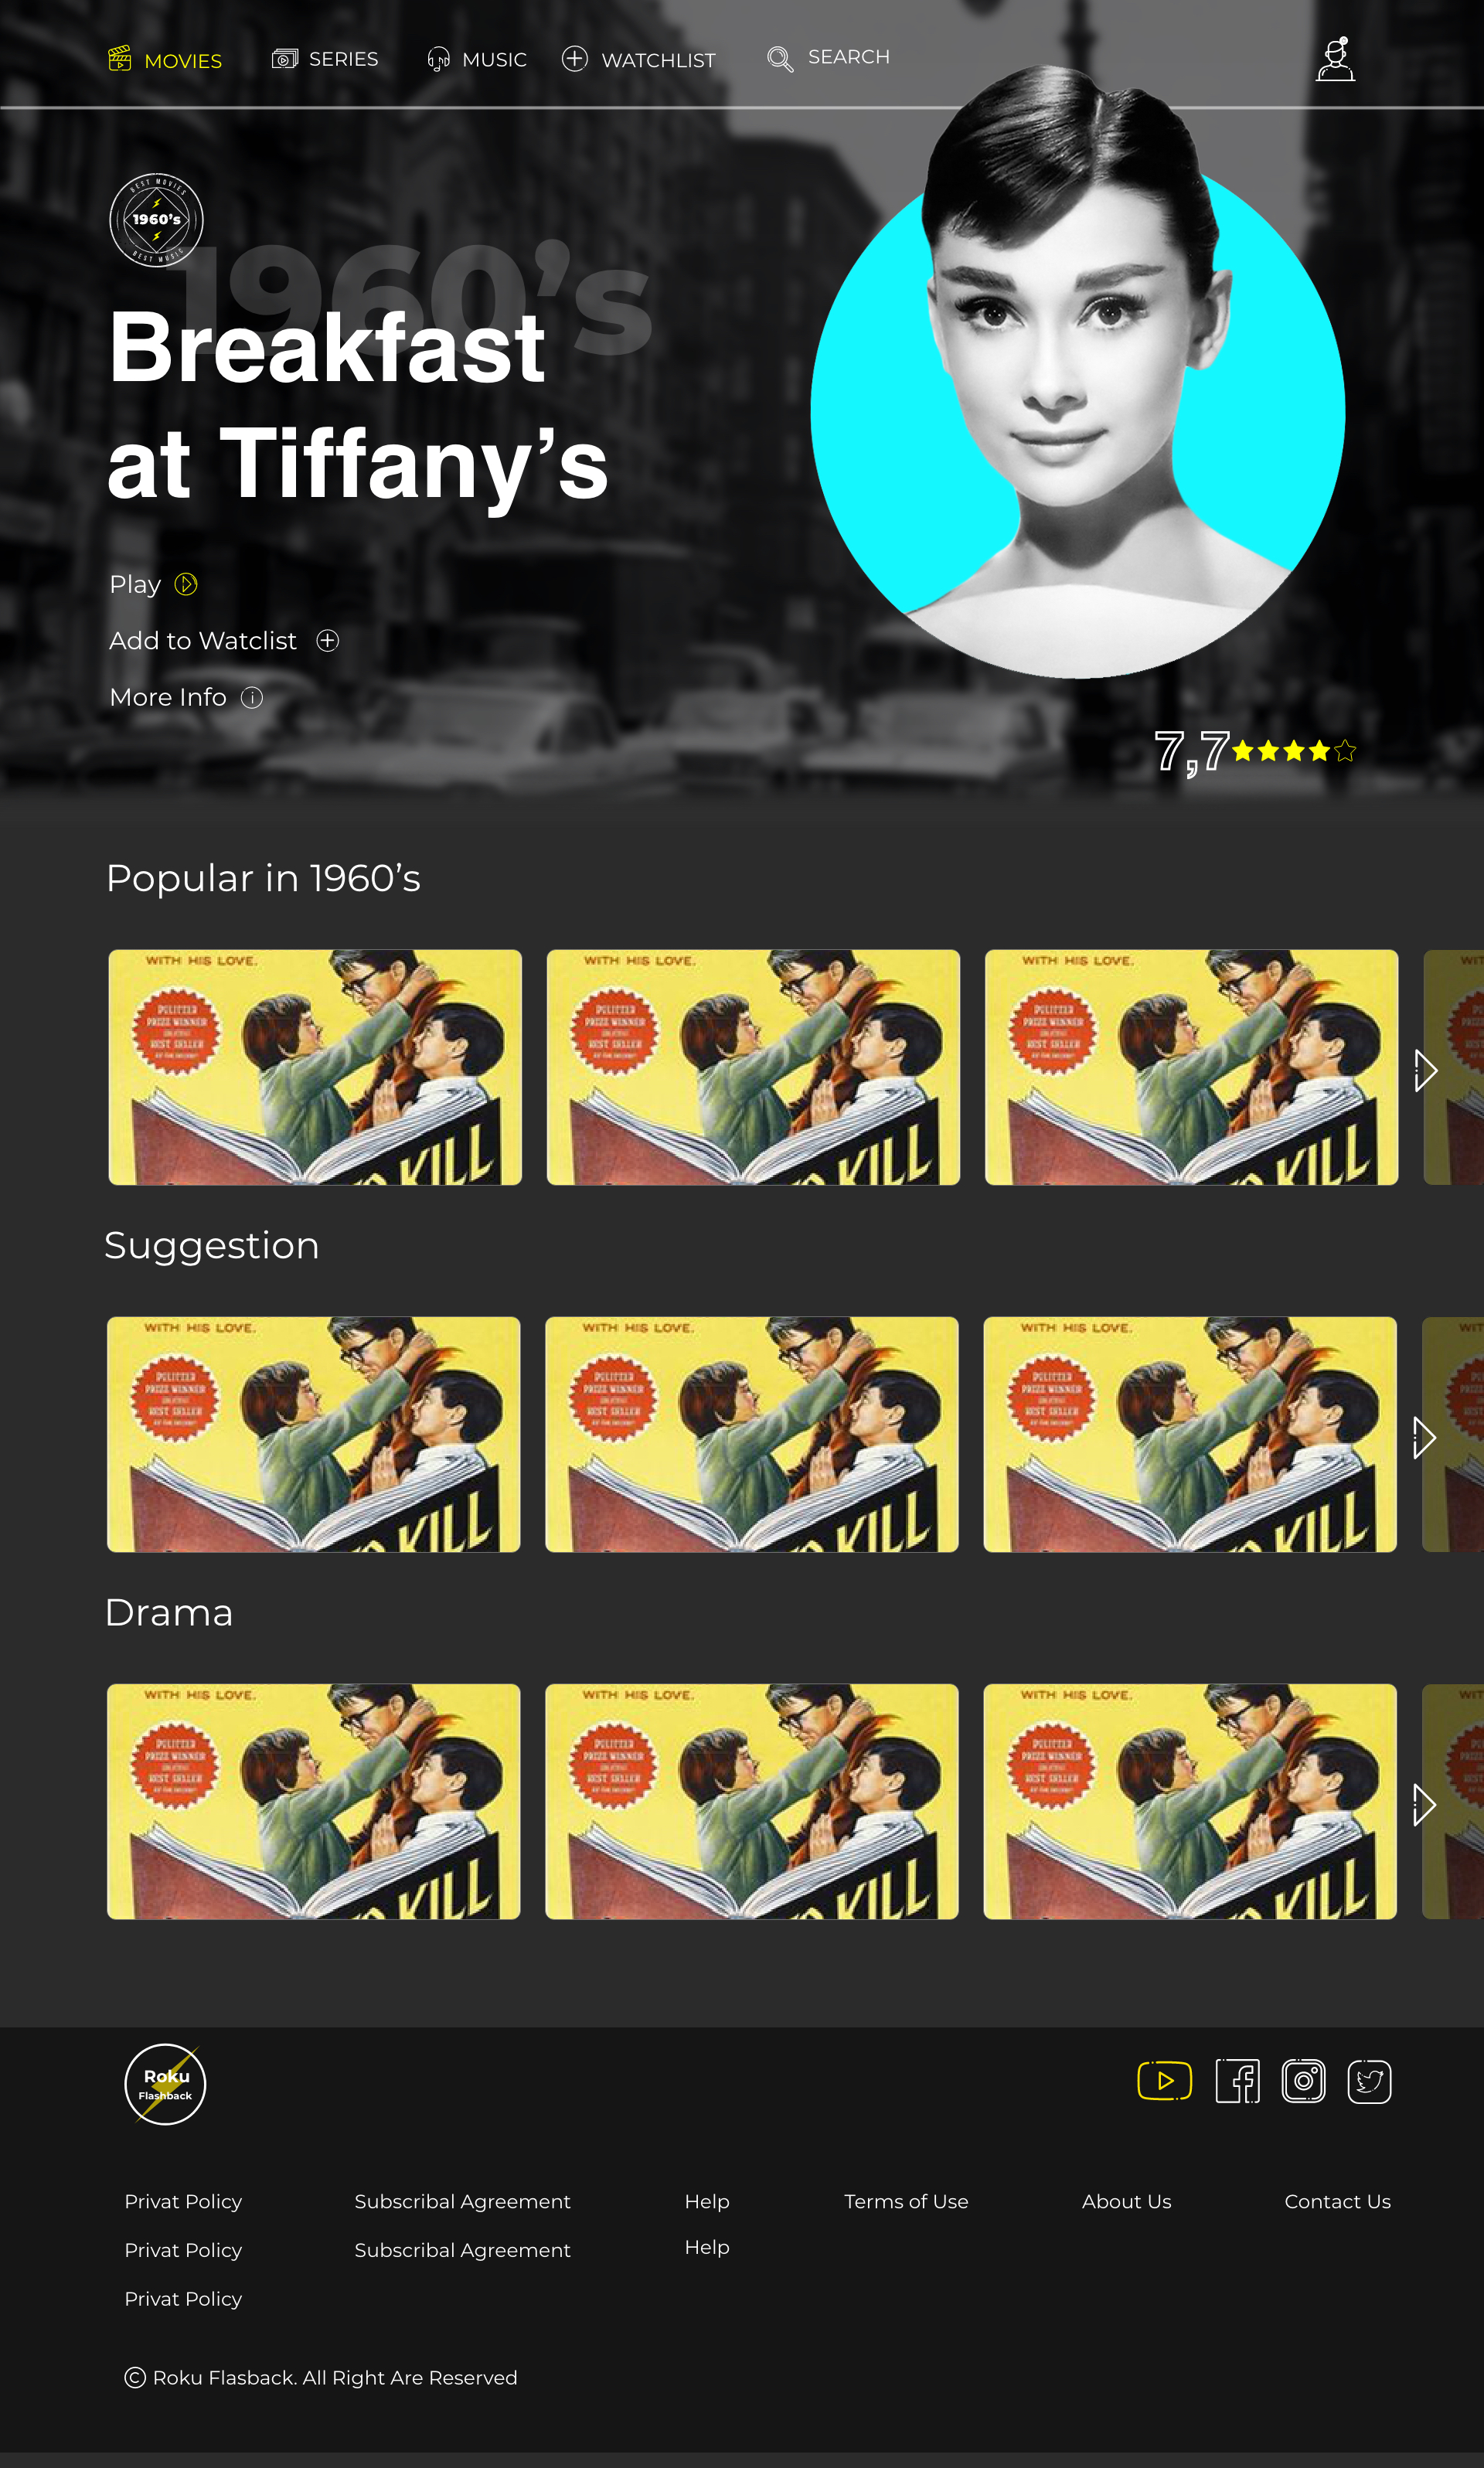 MOVIES
SERIES
MUSIC
WATCHLIST
SEARCH
BEST MOVIES
1960's
BEST MUSIC
1960's
Breakfast
at Tiffany's
Play
Add to Watclist
More Info
7,7
Popular in 1960's
WITH HIS LOVE.
PULITZER
PRIZE WINNER
BEST SELLER
KILL
WITH HIS LOVE.
PULITZER
PRIZE WINNER
BEST SELLER
KILL
WITH HIS LOVE.
PULITZER
PRIZE WINNER
BEST SELLER
KILL
Suggestion
WITH HIS LOVE.
PULITZER
PRIZE WINNER
BEST SELLER
KILL
WITH HIS LOVE.
PULITZER
PRIZE WINNER
BEST SELLER
KILL
WITH HIS LOVE.
PULITZER
PRIZE WINNER
BEST SELLER
KILL
Drama
WITH HIS LOVE.
PULITZER
PRIZE WINNER
BEST SELLER
KILL
WITH HIS LOVE.
PULITZER
PRIZE WINNER
BEST SELLER
KILL
WITH HIS LOVE.
PULITZER
PRIZE WINNER
BEST SELLER
KILL
Roku
Flashback
Privat Policy
Subscribal Agreement
Help
Terms of Use
About Us
Contact Us
Privat Policy
Subscribal Agreement
Help
Privat Policy
© Roku Flasback. All Right Are Reserved